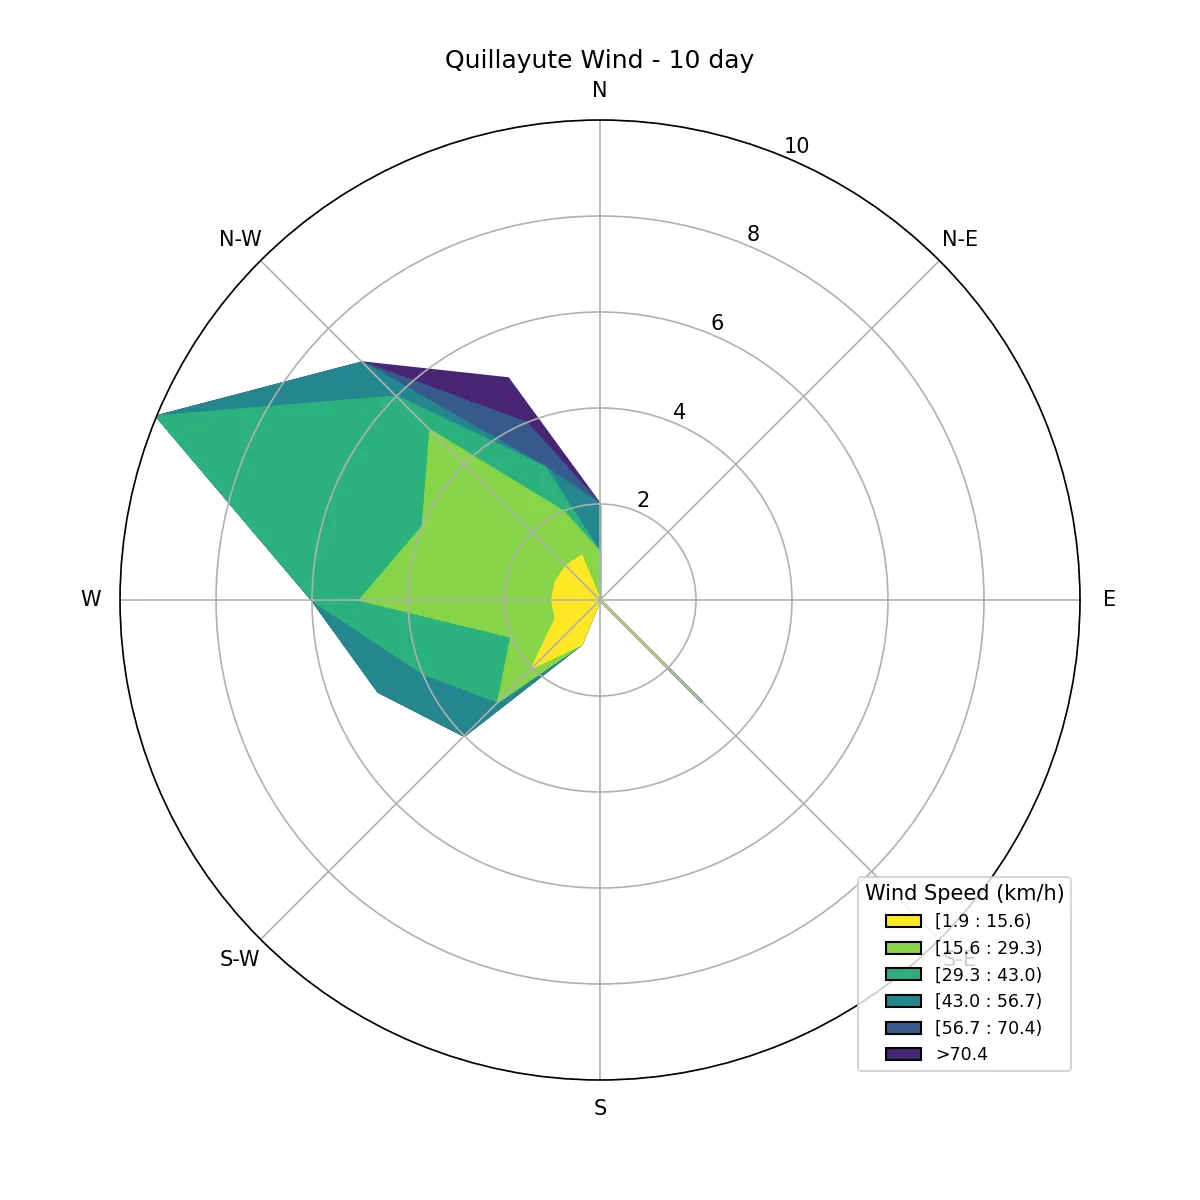 Quillayute Wind - 10 day
N
10
N-W
N-E
8
6
4
2
W
E
Wind Speed (km/h)
[1.9 : 15.6)
[15.6 : 29.3)
S-W
S-E
[29.3 : 43.0)
[43.0 : 56.7)
[56.7 : 70.4)
>70.4
S